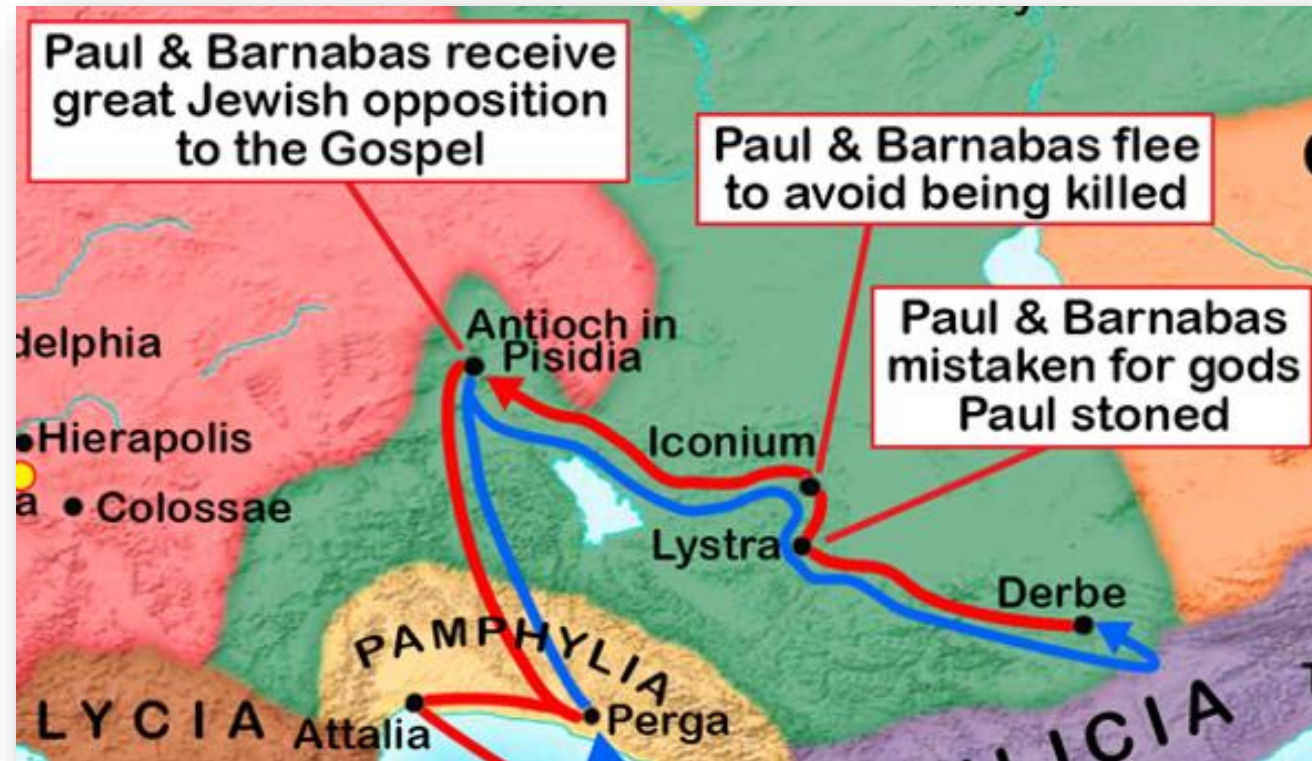 Paul & Barnabas receive
great Jewish opposition
to the Gospel
Paul & Barnabas flee
to avoid being killed
Paul & Barnabas
mistaken for gods
Paul stoned
Antioch in
Pisidia
delphia
Hierapolis
Iconium
a
Colossae
Lystra
Derbe
PAMPHYLIA
LYCIA
Attalia
Perga
LICIA